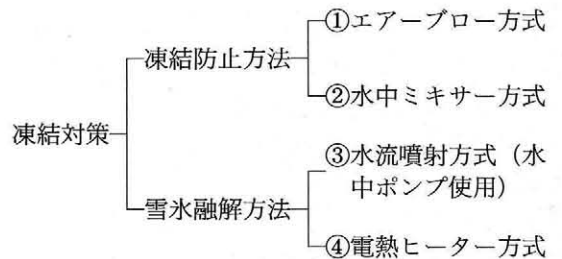 凍結対策
凍結防止方法
①エアーブロー方式
②水中ミキサー方式
雪氷融解方法
③水流噴射方式（水
中ポンプ使用）
④電熱ヒーター方式